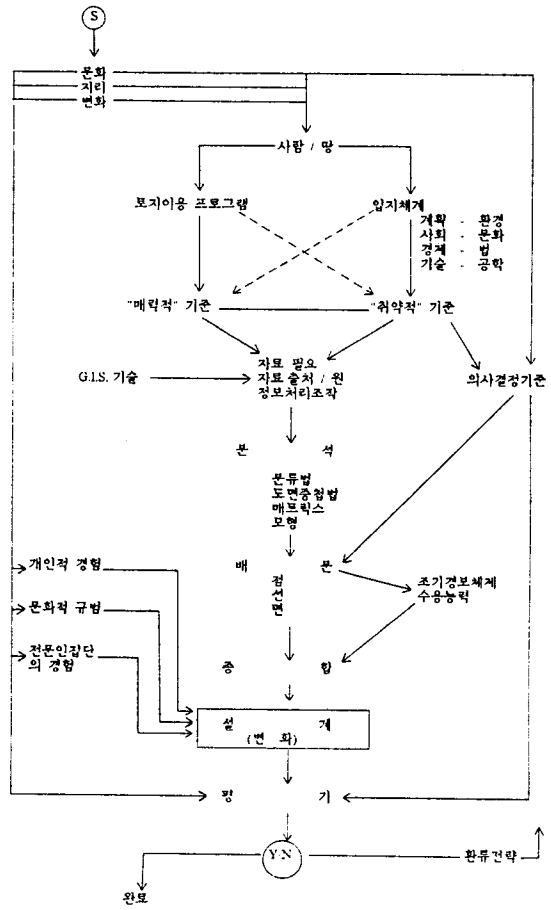 S
문화
지리
변화
사람 / 땅
토지이용 프로그램
입지체계
계획 - 환경
사회 - 문화
경제 - 법
기술 - 공학
"매력적" 기준
"취약적" 기준
자료 필요
G.I.S. 기술
자료출처 / 원
의사결정기준
정보처리조작
분 석
분류법
도면중첩법
매트릭스
모형
개인적 경험
배 분
점
선
면
조기경보체제
수용능력
문화적 규범
전문인집단
의 경험
종 합
설 계
(변 화)
평 가
Y·N
환류전략
완료